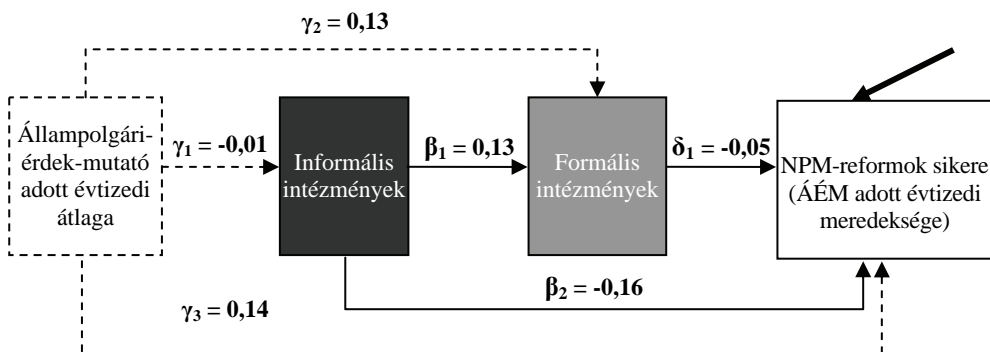 γ2 = 0,13
Állampolgári-
érdek-mutató
adott évtizedi
átlaga
γ1 = -0,01
Informális
intézmények
β1 = 0,13
Formális
intézmények
δ1 = -0,05
NPM-reformok sikere
(ÁÉM adott évtizedi
meredeksége)
β2 = -0,16
γ3 = 0,14